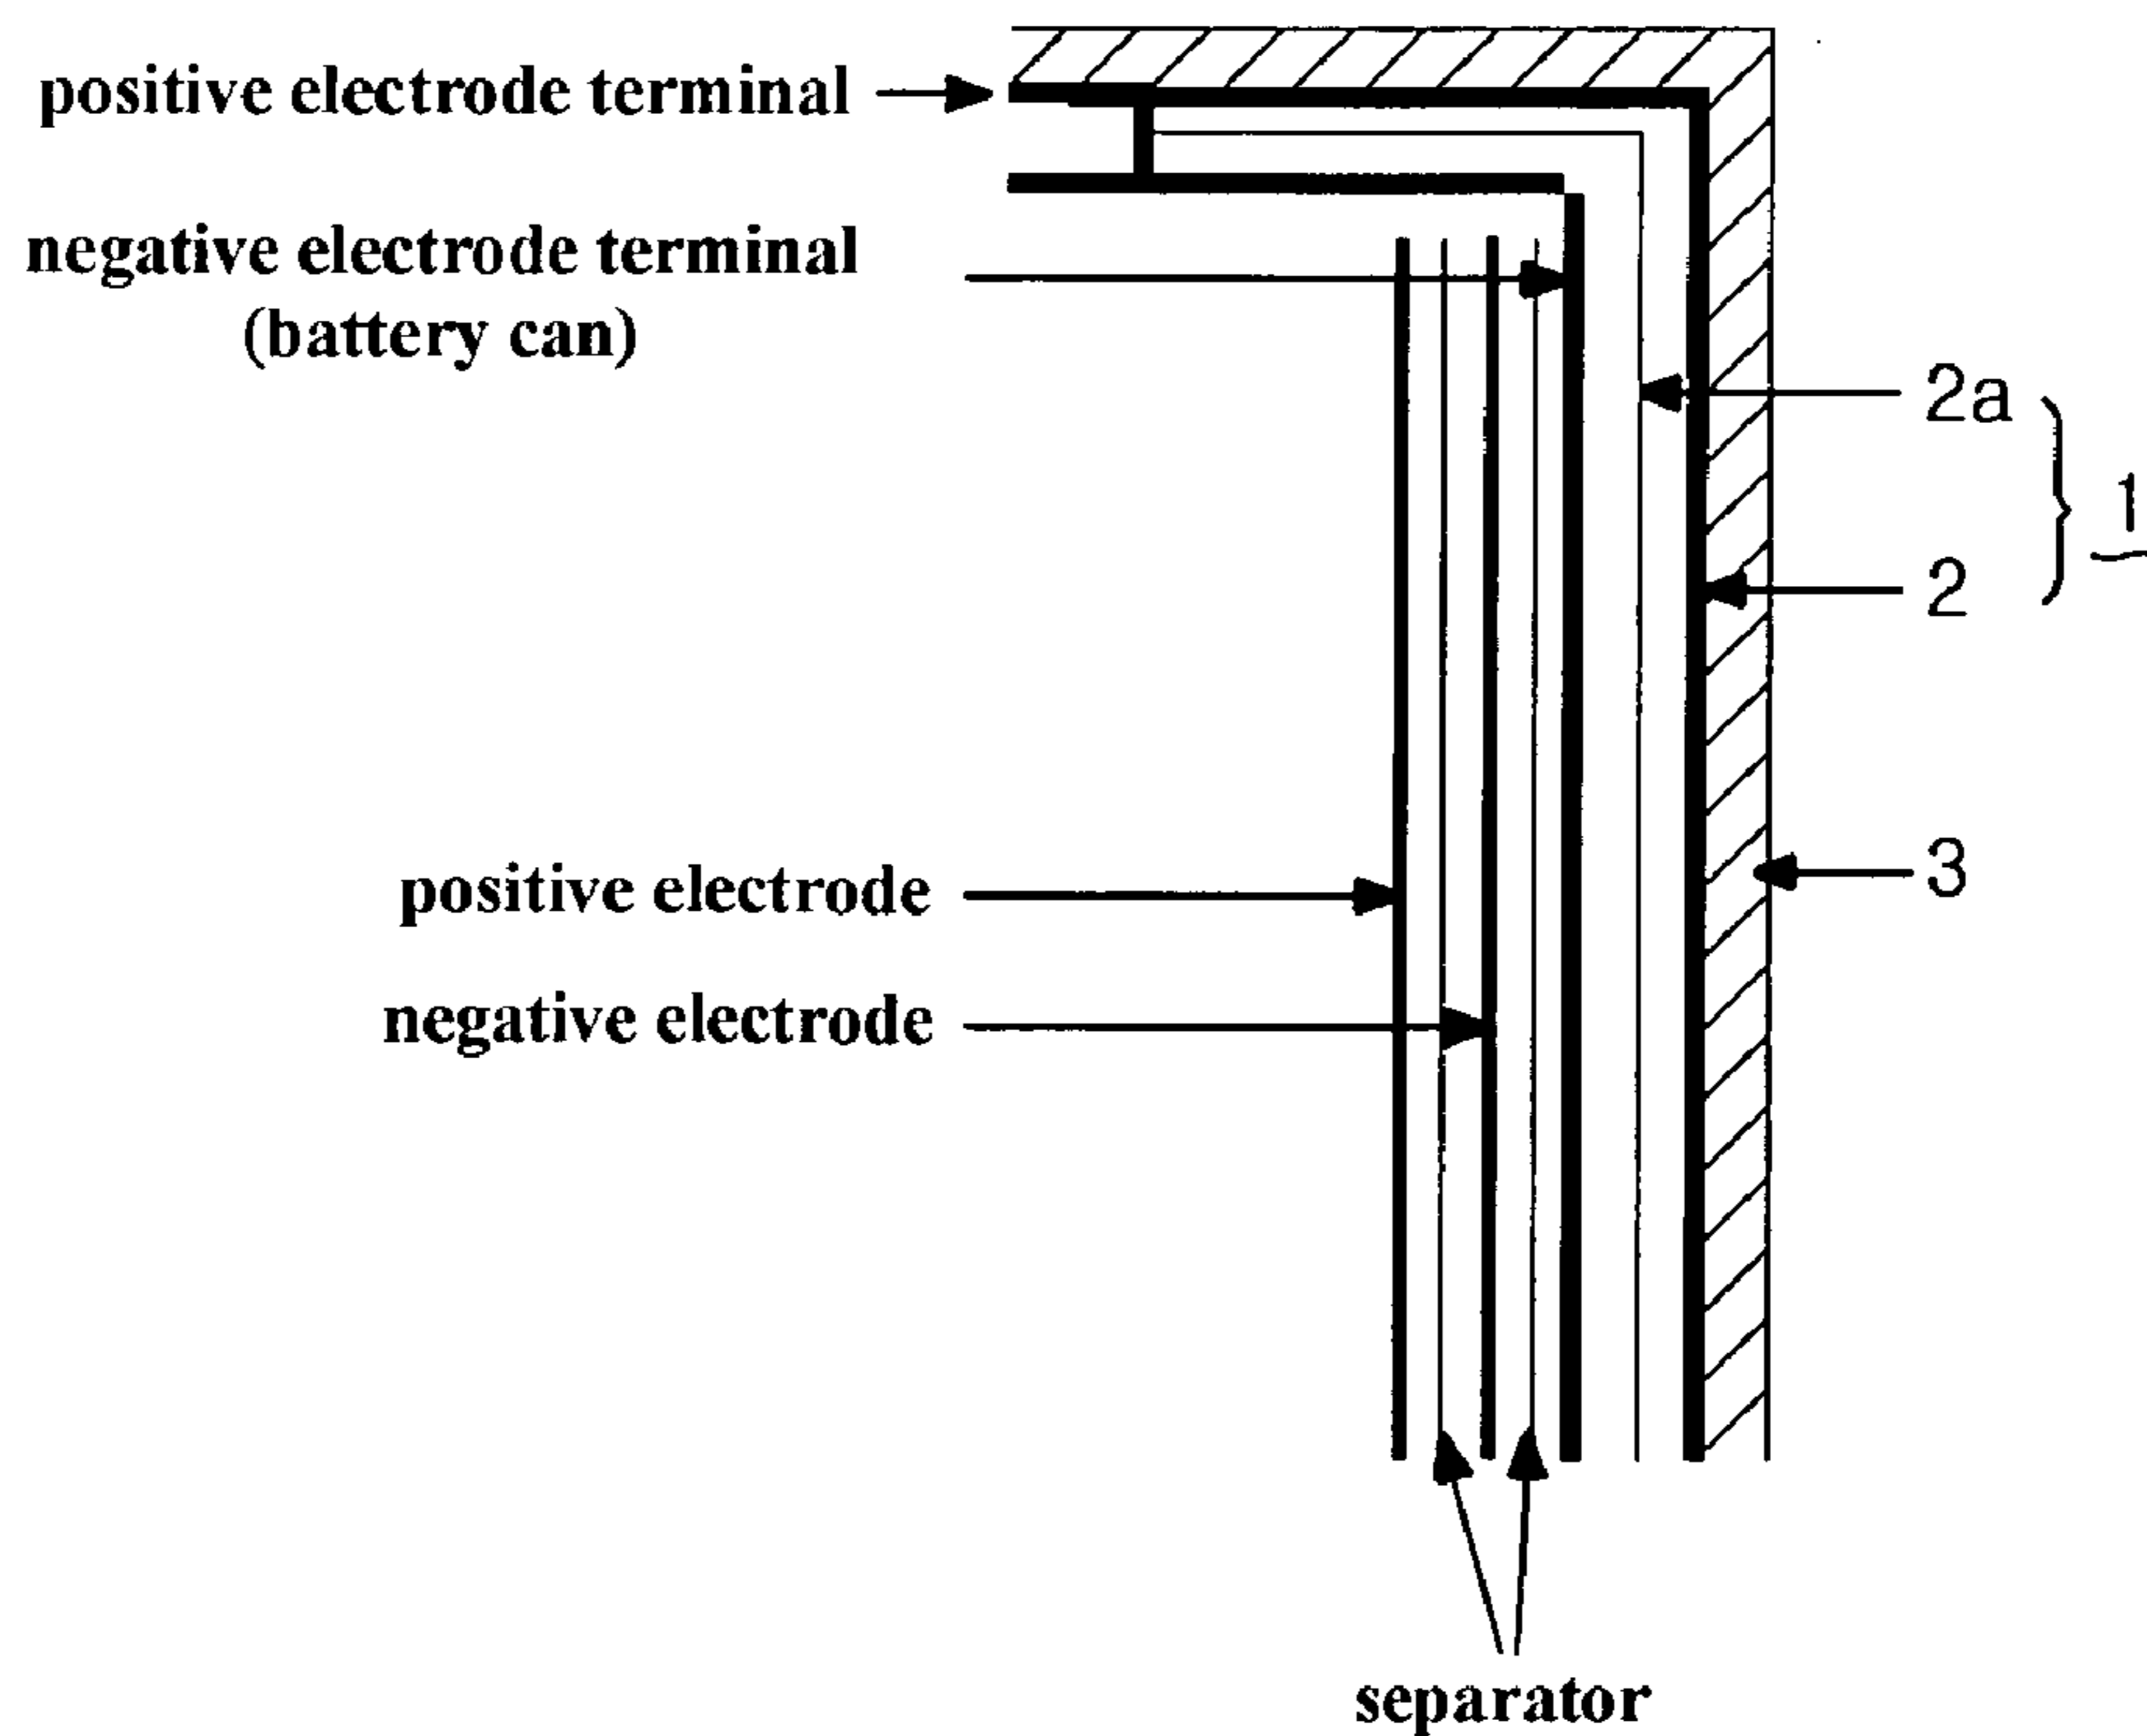 positive electrode terminal
negative electrode terminal
(battery can)
2a
1
2
3
positive electrode
negative electrode
separator